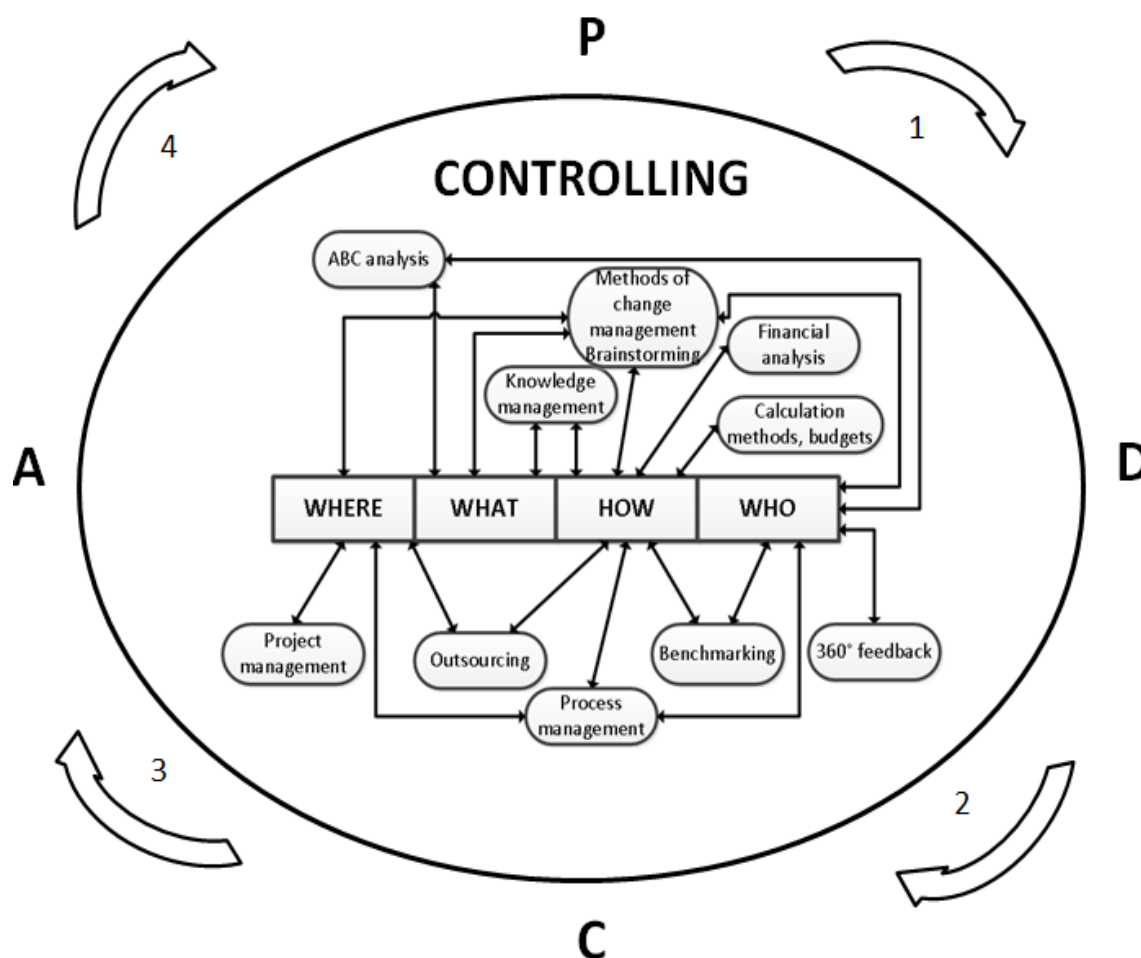 P
4
1
CONTROLLING
ABC analysis
Methods of
change
management
Brainstorming
Financial
analysis
Knowledge
management
Calculation
methods, budgets
A
D
WHERE
WHAT
HOW
WHO
Project
management
Outsourcing
Benchmarking
360° feedback
Process
management
3
2
C